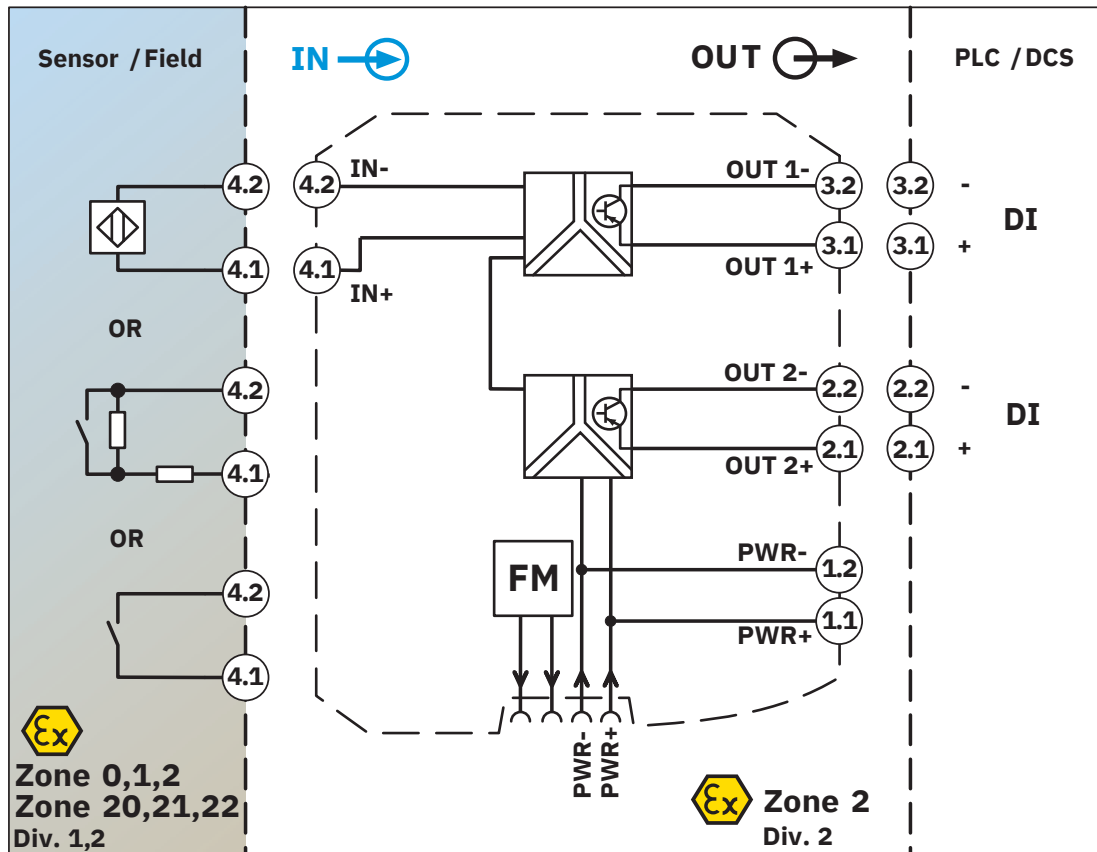 Sensor / Field
IN
OUT
PLC / DCS
4.2
4.2
IN-
OUT 1-
3.2
3.2
-
DI
4.1
4.1
IN+
OUT 1+
3.1
3.1
+
OR
4.2
OUT 2-
2.2
2.2
-
DI
4.1
OUT 2+
2.1
2.1
+
OR
FM
PWR-
1.2
4.2
PWR+
1.1
4.1
PWR-
PWR+
Ex
Zone 0,1,2
Zone 20,21,22
Div. 1,2
Ex
Zone 2
Div. 2